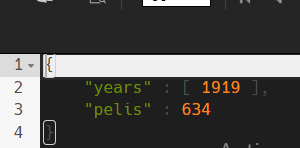 1 {
2 "years" : [ 1919 ],
3 "pelis" : 634
4 }